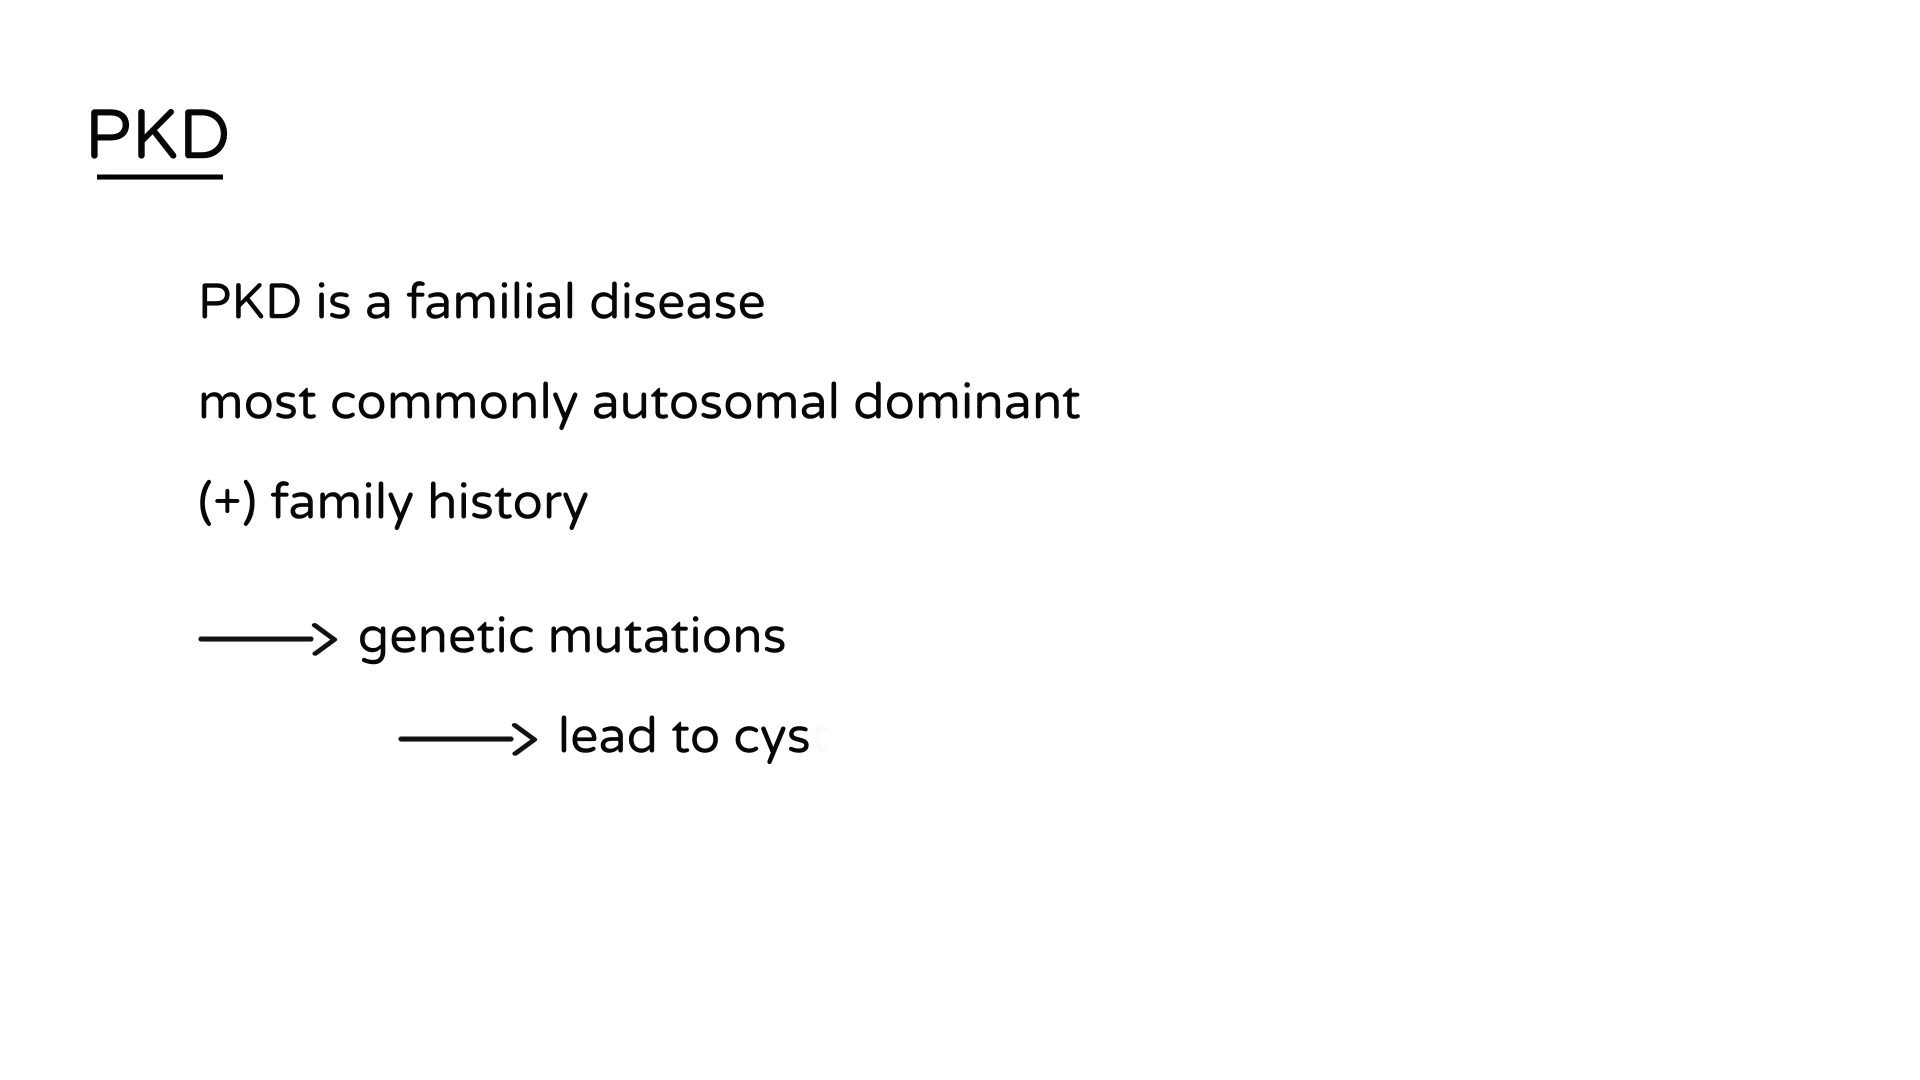 PKD
PKD is a familial disease
most commonly autosomal dominant
(+) family history
→ genetic mutations
→ lead to cys